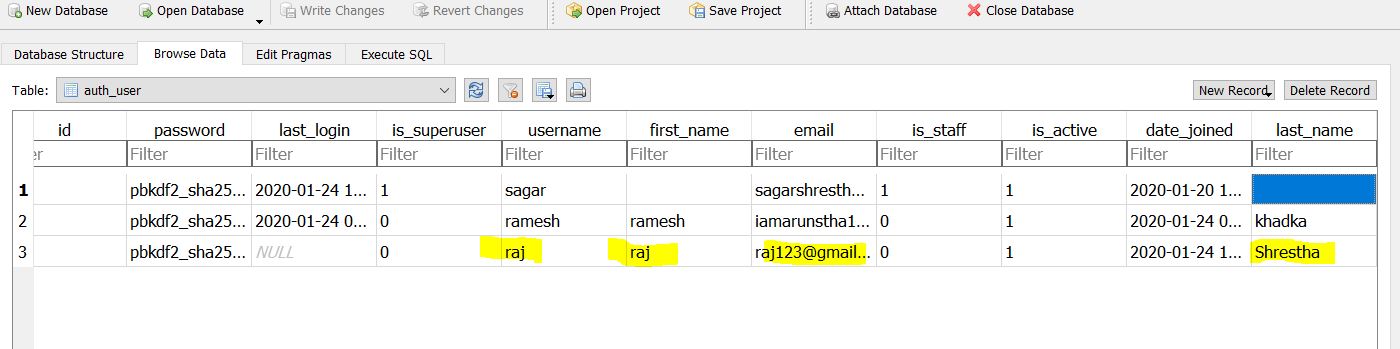 New Database Open Database Write Changes Revert Changes Open Project Save Project Attach Database Close Database
Database Structure Browse Data Edit Pragmas Execute SQL
Table: auth_user New Record Delete Record
id password last_login is_superuser username first_name email is_staff is_active date_joined last_name
er Filter Filter Filter Filter Filter Filter Filter Filter Filter Filter
1 pbkdf2_sha25... 2020-01-24 1... 1 sagar sagarshresth... 1 1 2020-01-20 1...
2 pbkdf2_sha25... 2020-01-24 0... 0 ramesh ramesh iamarunstha1... 0 1 2020-01-24 0... khadka
3 pbkdf2_sha25... NULL 0 raj raj raj123@gmail... 0 1 2020-01-24 1... Shrestha